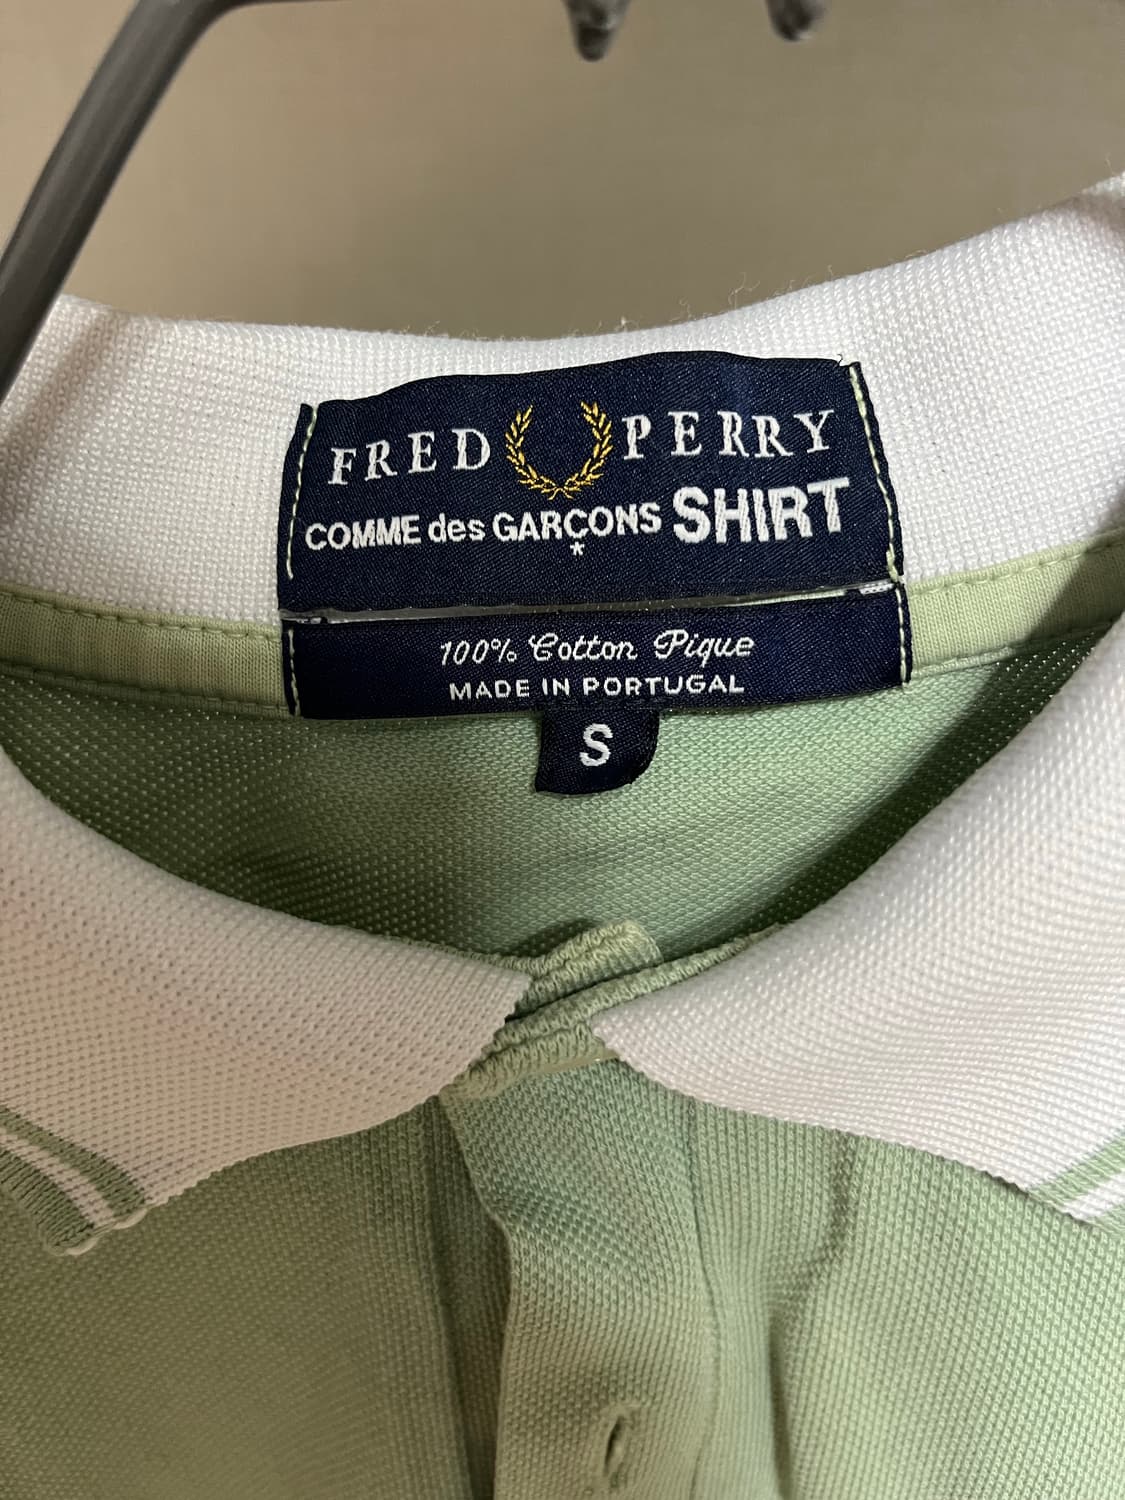 FRED PERRY
COMME des GARÇONS SHIRT
*
100% Cotton Pique
MADE IN PORTUGAL
S